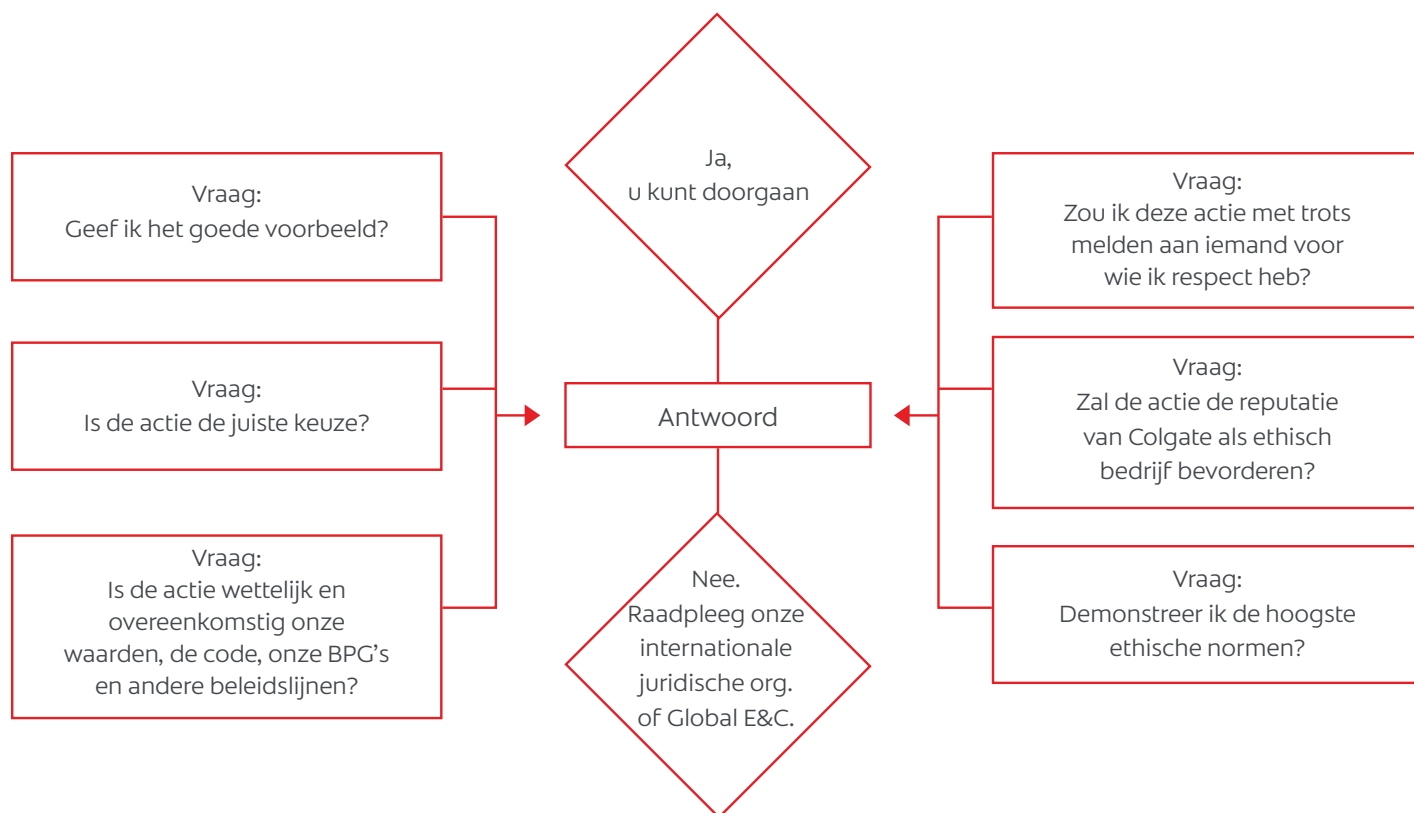 Vraag:
Geef ik het goede voorbeeld?
Vraag:
Is de actie de juiste keuze?
Vraag:
Is de actie wettelijk en
overeenkomstig onze
waarden, de code, onze BPG's
en andere beleidslijnen?
Ja,
u kunt doorgaan
Antwoord
Nee.
Raadpleeg onze
internationale
juridische org.
of Global E&C.
Vraag:
Zou ik deze actie met trots
melden aan iemand voor
wie ik respect heb?
Vraag:
Zal de actie de reputatie
van Colgate als ethisch
bedrijf bevorderen?
Vraag:
Demonstreer ik de hoogste
ethische normen?